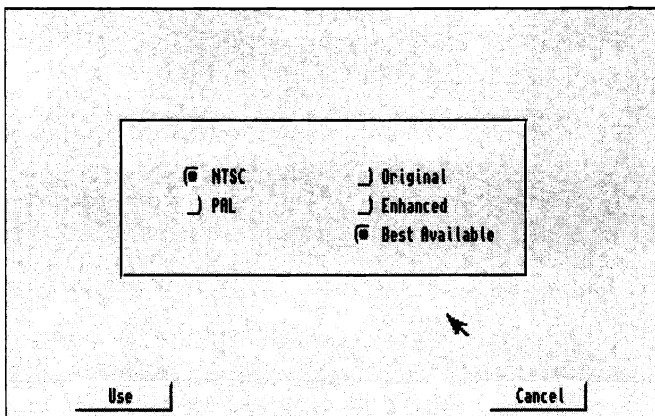 NTSC
PAL
Original
Enhanced
Best Available
Use
Cancel